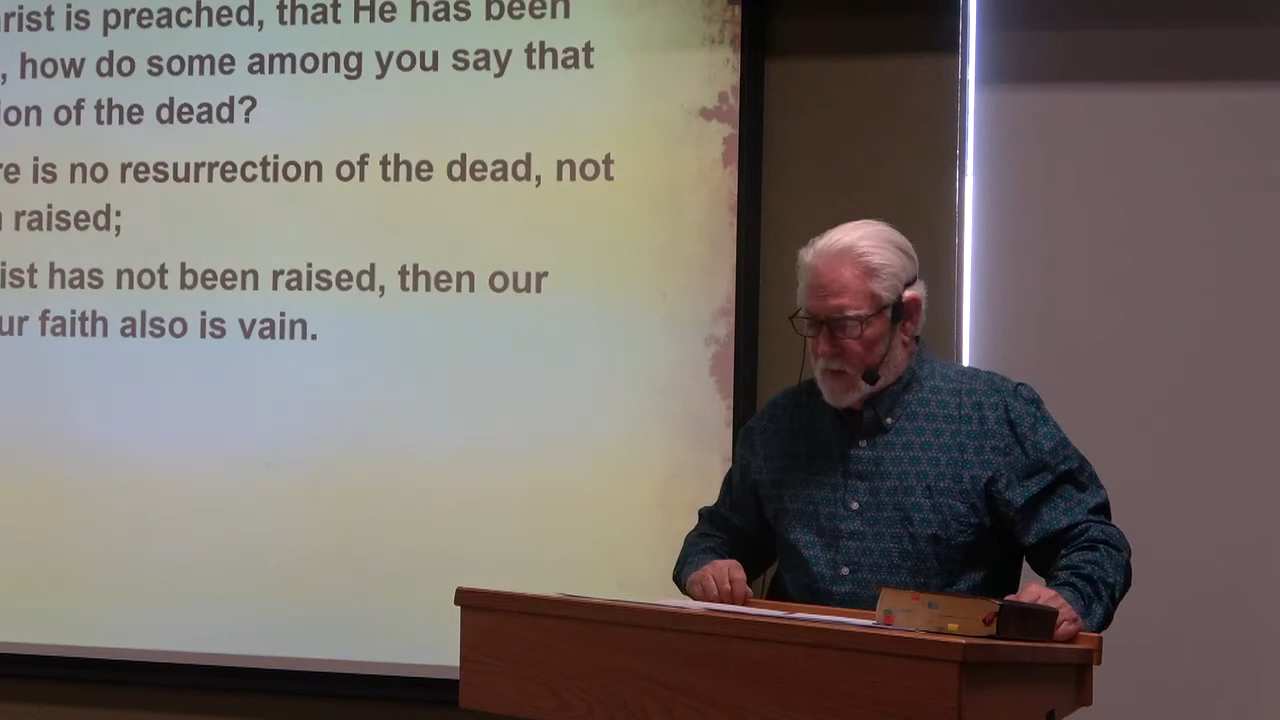 rist is preached, that He has been
, how do some among you say that
ion of the dead?
re is no resurrection of the dead, not
raised;
ist has not been raised, then our
ur faith also is vain.